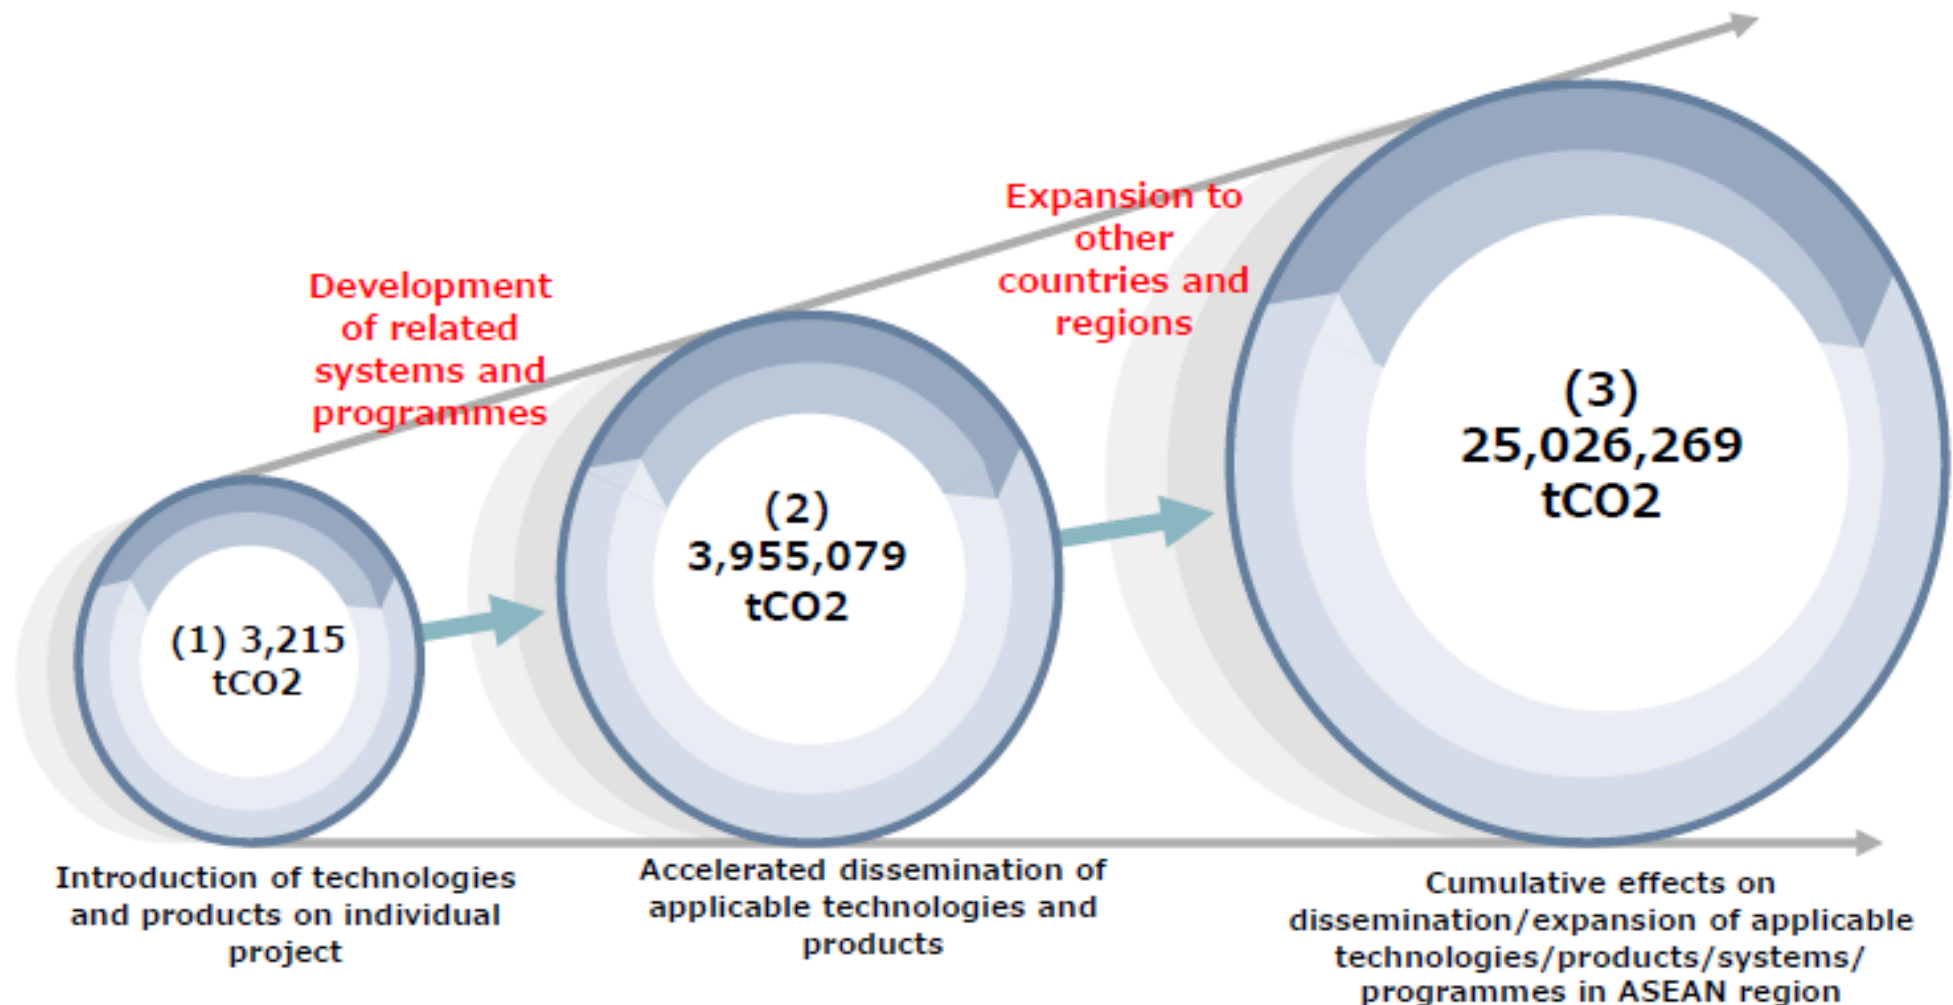 Development
of related
systems and
programmes
Expansion to
other
countries and
regions
(1) 3,215
tCO2
(2)
3,955,079
tCO2
(3)
25,026,269
tCO2
Introduction of technologies
and products on individual
project
Accelerated dissemination of
applicable technologies and
products
Cumulative effects on
dissemination/expansion of applicable
technologies/products/systems/
programmes in ASEAN region